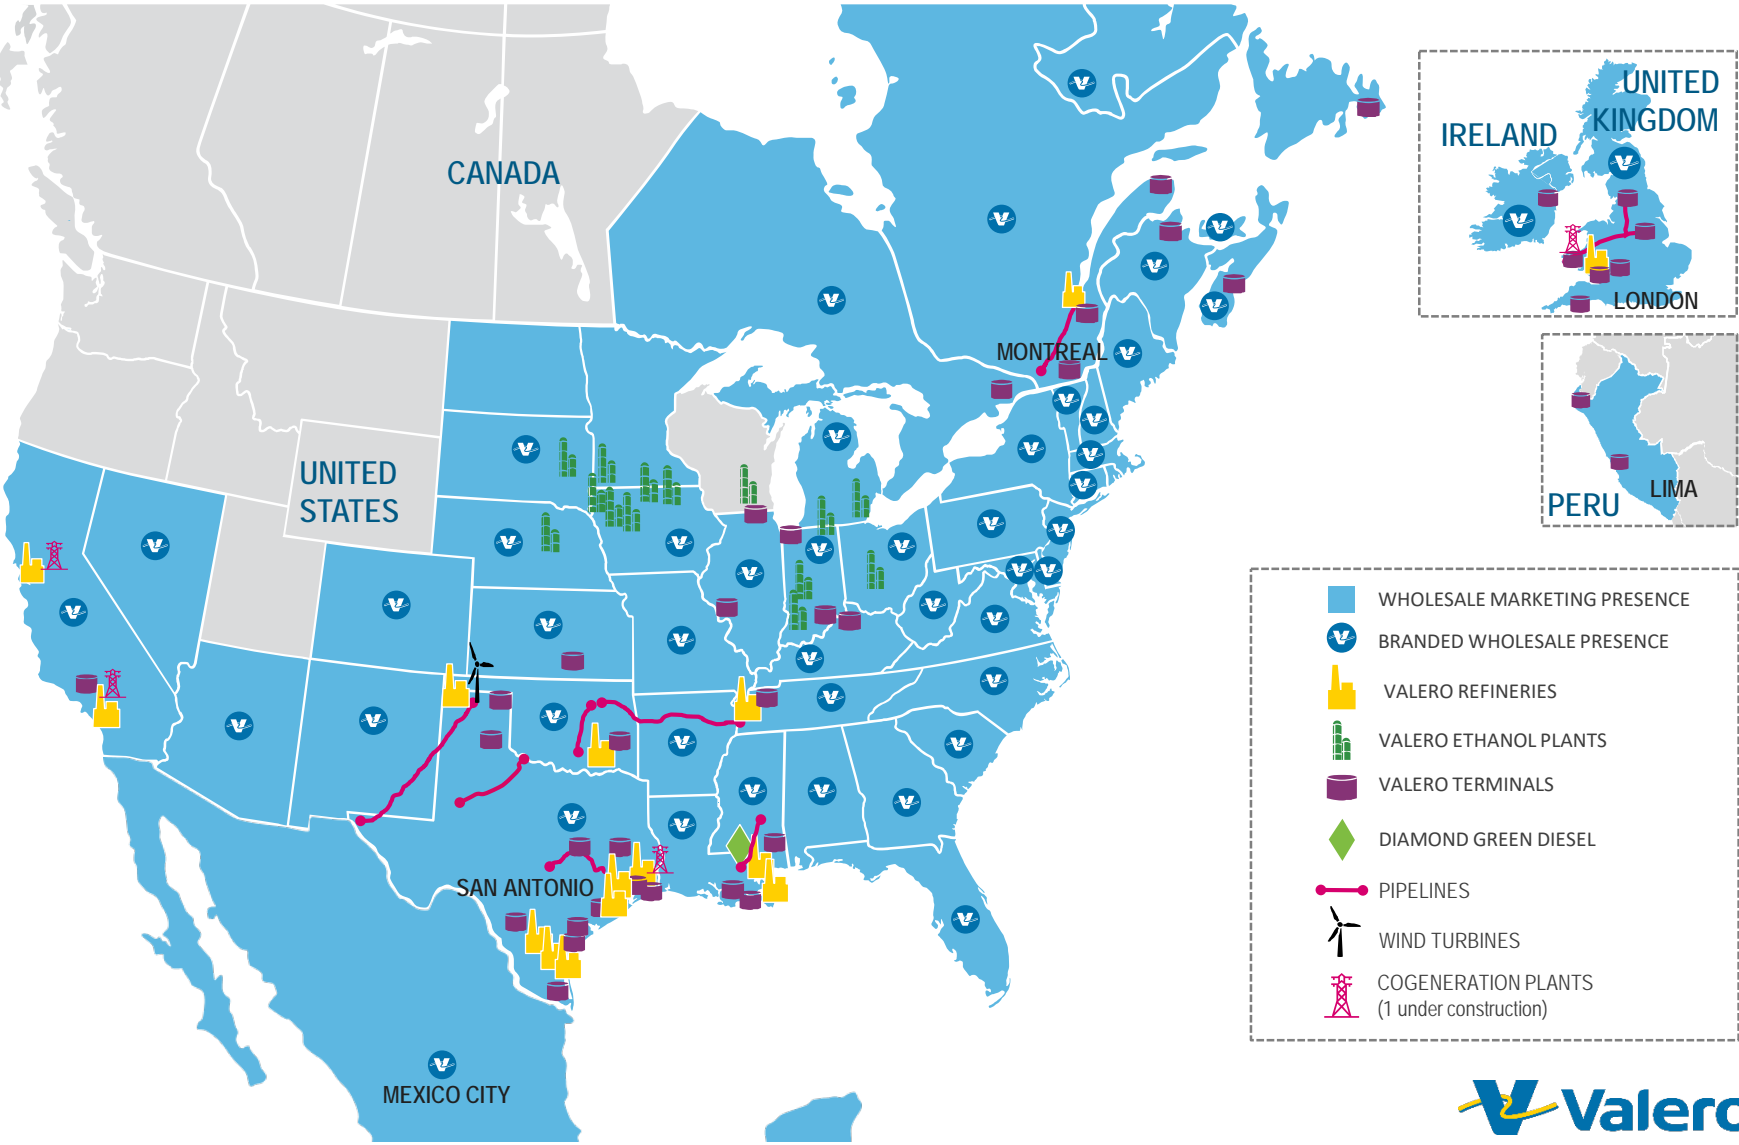 CANADA
UNITED
STATES
MONTREAL
SAN ANTONIO
MEXICO CITY
UNITED
KINGDOM
IRELAND
LONDON
PERU
LIMA
WHOLESALE MARKETING PRESENCE
BRANDED WHOLESALE PRESENCE
VALERO REFINERIES
VALERO ETHANOL PLANTS
VALERO TERMINALS
DIAMOND GREEN DIESEL
PIPELINES
WIND TURBINES
COGENERATION PLANTS
(1 under construction)
Valero